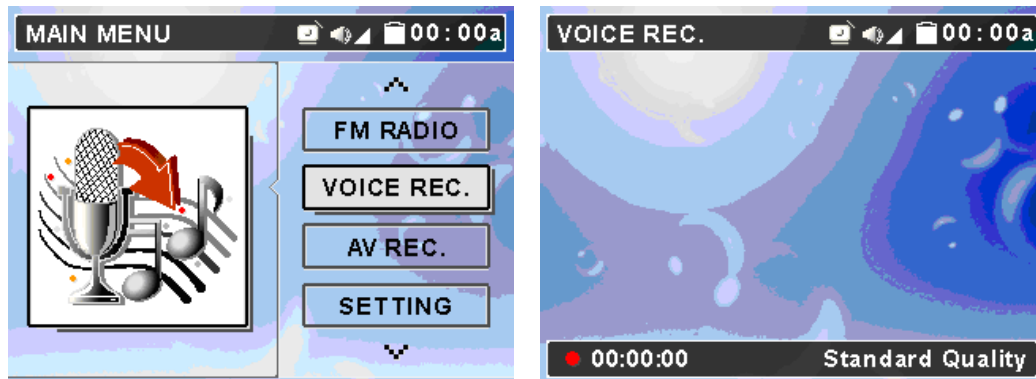 MAIN MENU 00:00a
FM RADIO
VOICE REC.
AV REC.
SETTING
VOICE REC. 00:00a
00:00:00 Standard Quality